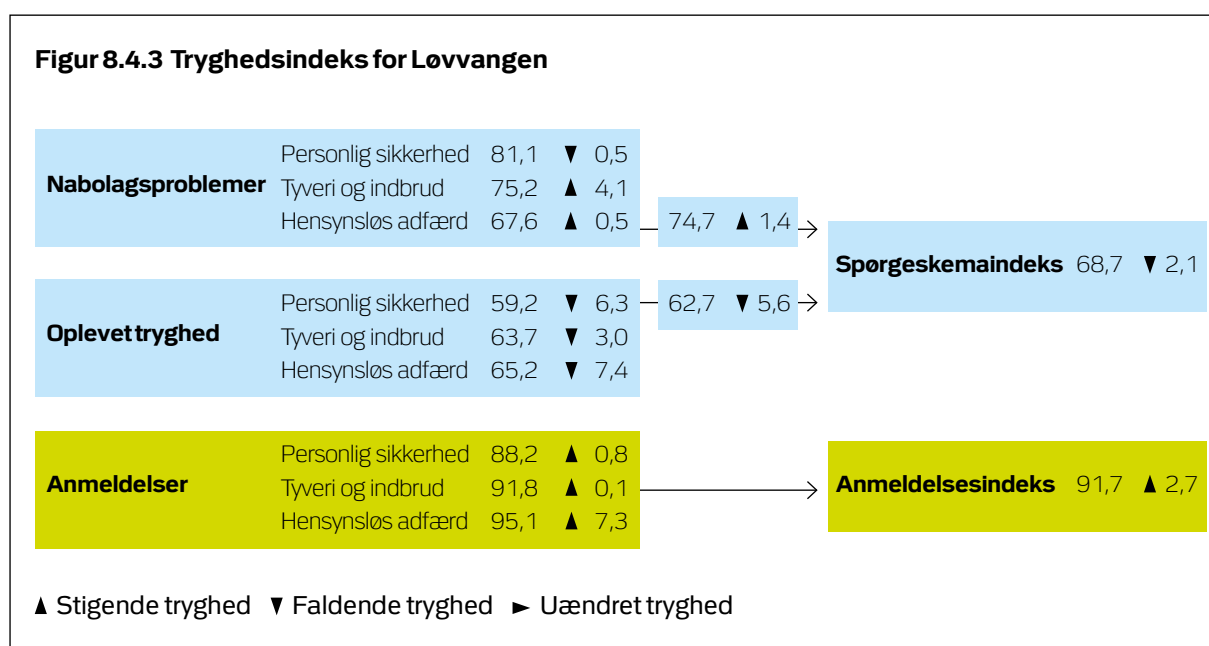 Figur 8.4.3 Tryghedsindeks for Løvvangen
Nabolagsproblemer
Personlig sikkerhed 81,1 ▼ 0,5
Tyveri og indbrud 75,2 ▲ 4,1
Hensynsløs adfærd 67,6 ▲ 0,5
74,7 ▲ 1,4
Oplevet tryghed
Personlig sikkerhed 59,2 ▼ 6,3
Tyveri og indbrud 63,7 ▼ 3,0
Hensynsløs adfærd 65,2 ▼ 7,4
62,7 ▼ 5,6
Spørgeskemaindeks 68,7 ▼ 2,1
Anmeldelser
Personlig sikkerhed 88,2 ▲ 0,8
Tyveri og indbrud 91,8 ▲ 0,1
Hensynsløs adfærd 95,1 ▲ 7,3
Anmeldelsesindeks 91,7 ▲ 2,7
▲ Stigende tryghed ▼ Faldende tryghed ► Uændret tryghed